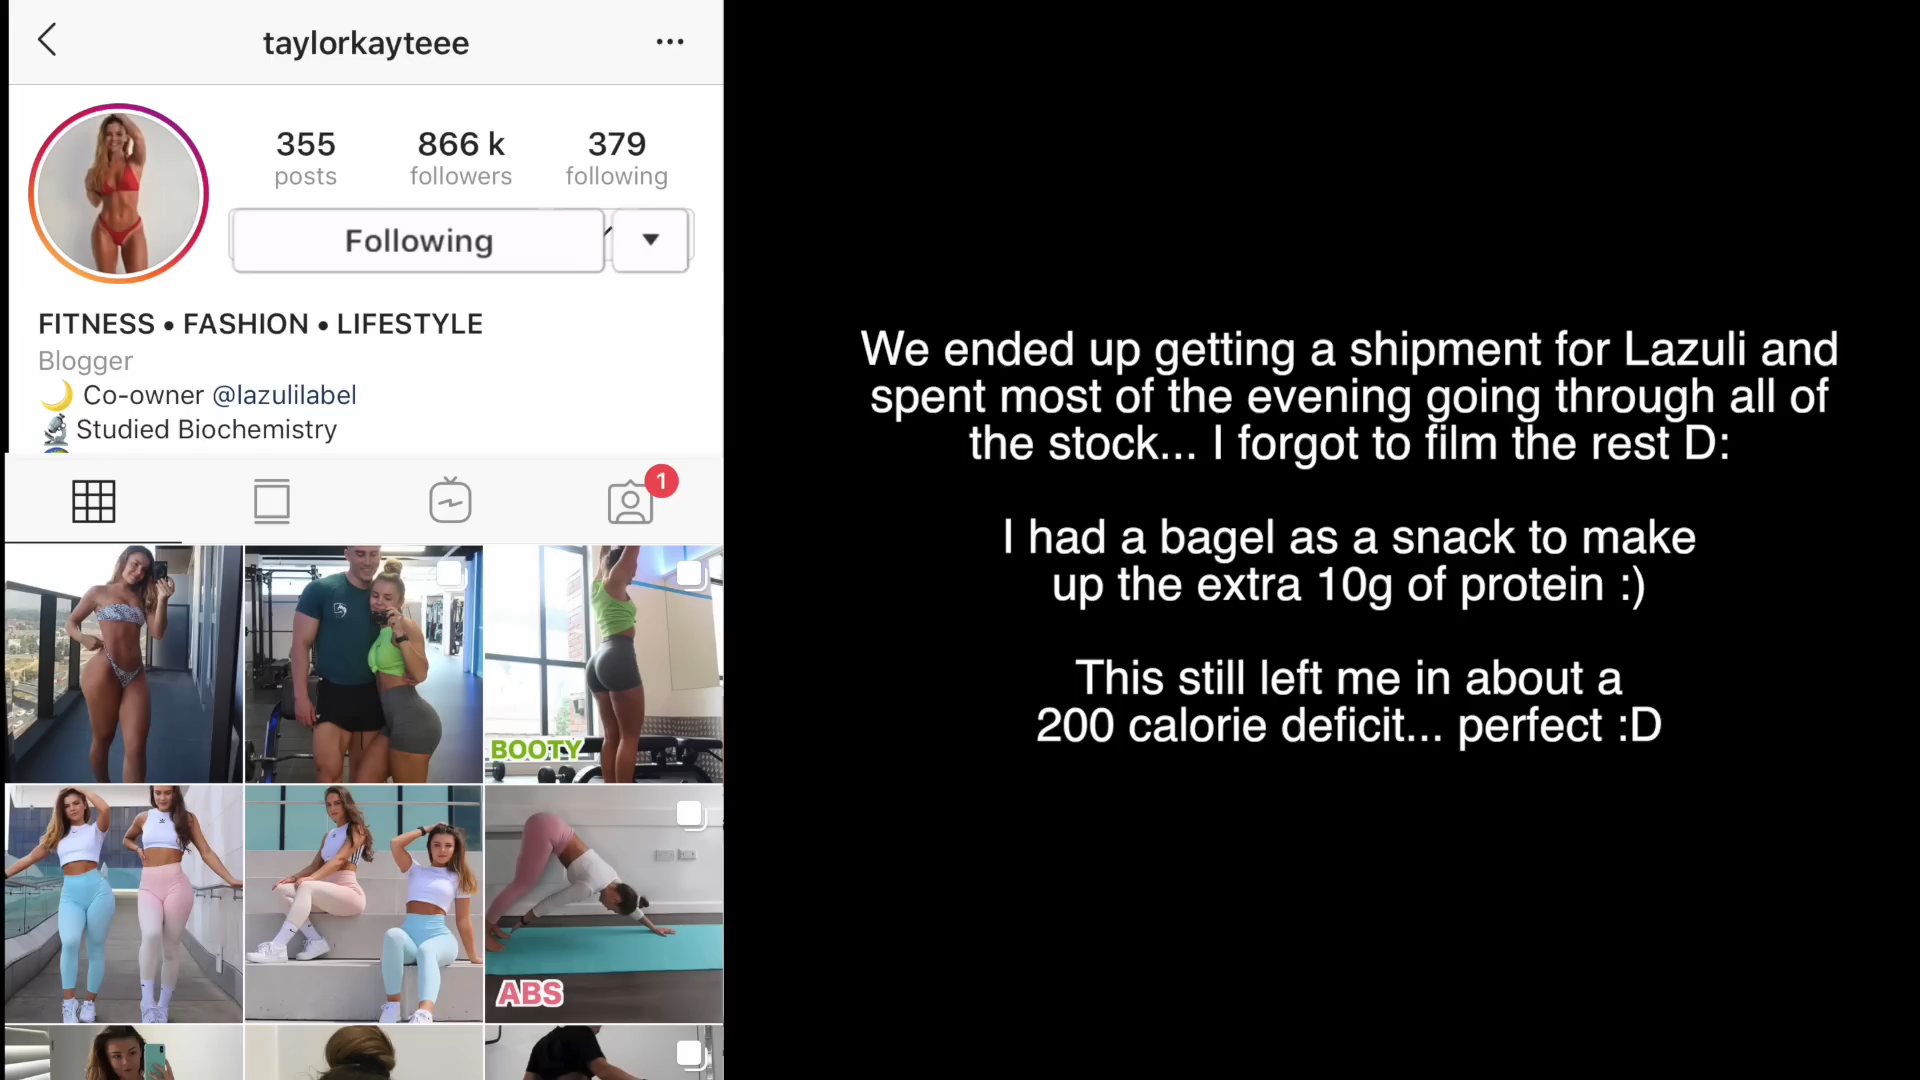 taylorkayteee
355
posts
866 k
followers
379
following
Following
FITNESS • FASHION • LIFESTYLE
Blogger
🌙 Co-owner @lazulilabel
🔬 Studied Biochemistry
1
BOOTY
ABS
We ended up getting a shipment for Lazuli and
spent most of the evening going through all of
the stock... I forgot to film the rest D:
I had a bagel as a snack to make
up the extra 10g of protein :)
This still left me in about a
200 calorie deficit... perfect :D